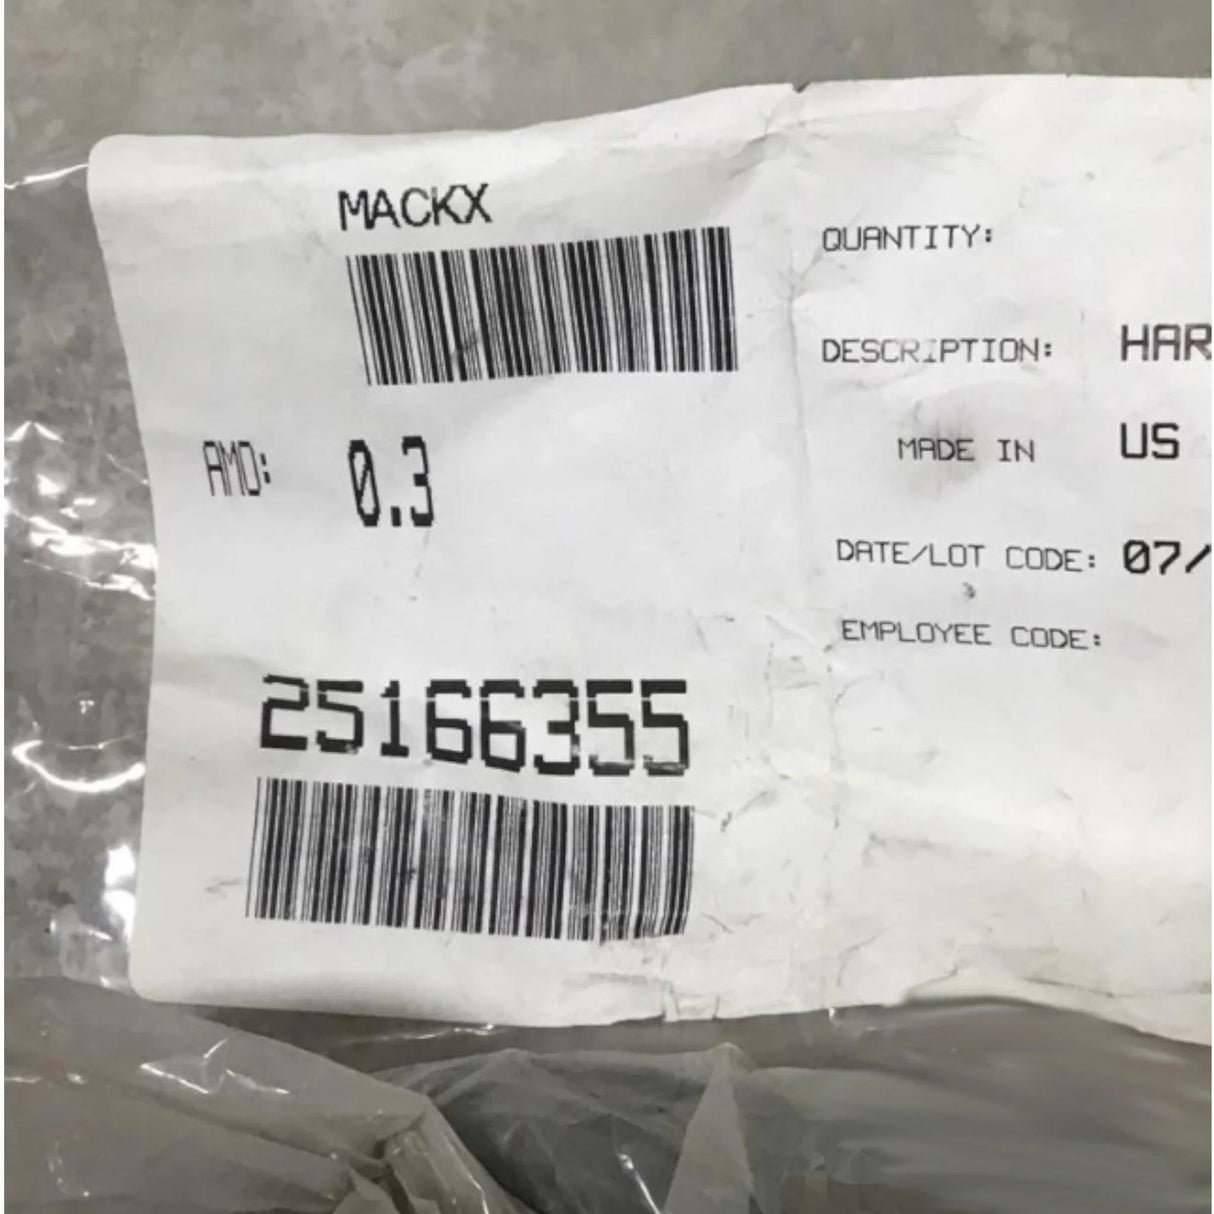 MACKX
AMD: 0.3
25166355
QUANTITY:
DESCRIPTION: HAR
MADE IN US
DATE/LOT CODE: 07/
EMPLOYEE CODE: